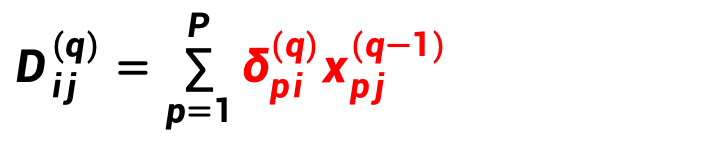 D_{ij}^{(q)} = \sum_{p=1}^{P} \delta_{pi}^{(q)} x_{pj}^{(q-1)}